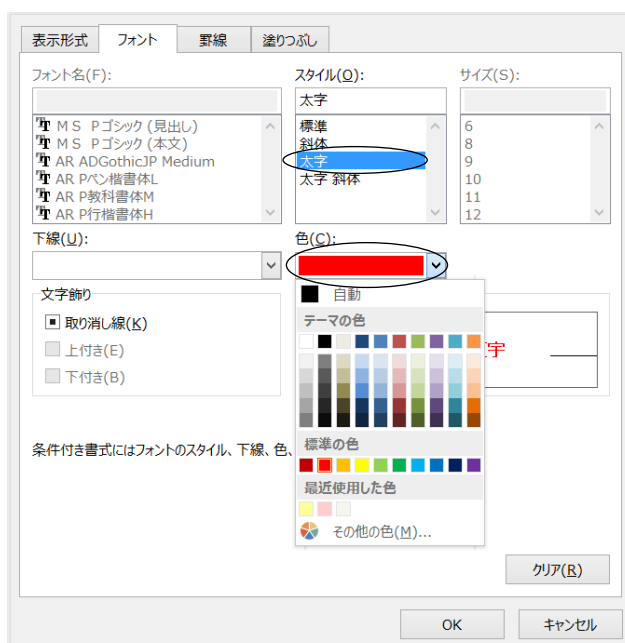 表示形式 フォント 罫線 塗りつぶし
フォント名(F): スタイル(O): サイズ(S):
太字
ＭＳ Ｐゴシック (見出し) 標準 6
ＭＳ Ｐゴシック (本文) 斜体 8
AR ADGothicJP Medium 太字 9
AR Pペン楷書体L 太字 斜体 10
AR P教科書体M 11
AR P行楷書体H 12
下線(U): 色(C):
文字飾り 自動
取り消し線(K) テーマの色
上付き(E)
下付き(B)
条件付き書式にはフォントのスタイル、下線、色、
標準の色
最近使用した色
その他の色(M)...
クリア(R)
OK キャンセル